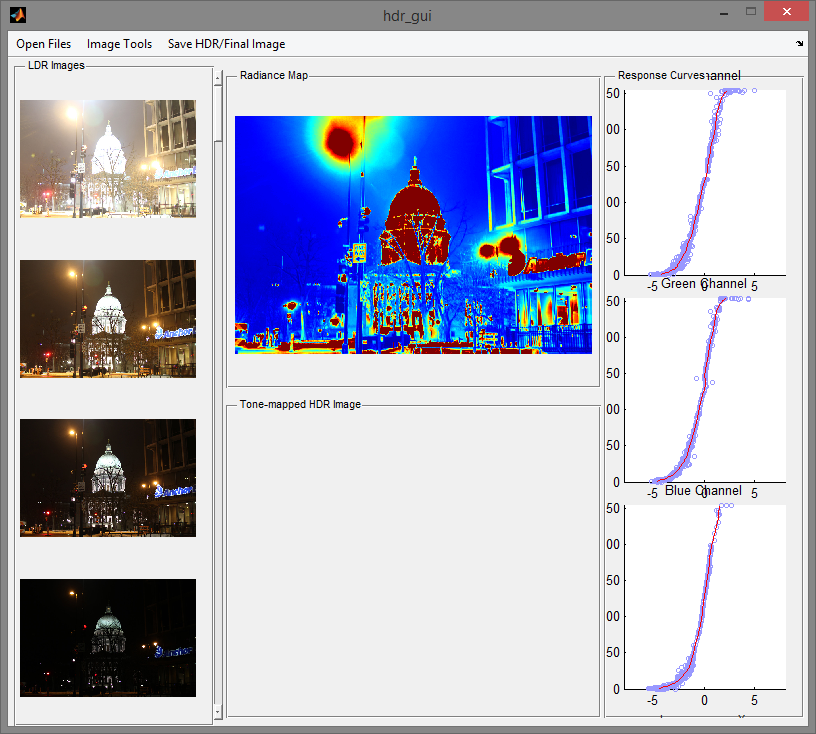 hdr_gui
Open Files Image Tools Save HDR/Final Image
LDR Images
Radiance Map
Tone-mapped HDR Image
Response Curves
50
00
50
00
50
0
-5 0 5
Green Channel
50
00
50
00
50
0
-5 0 5
Blue Channel
50
00
50
00
50
0
-5 0 5